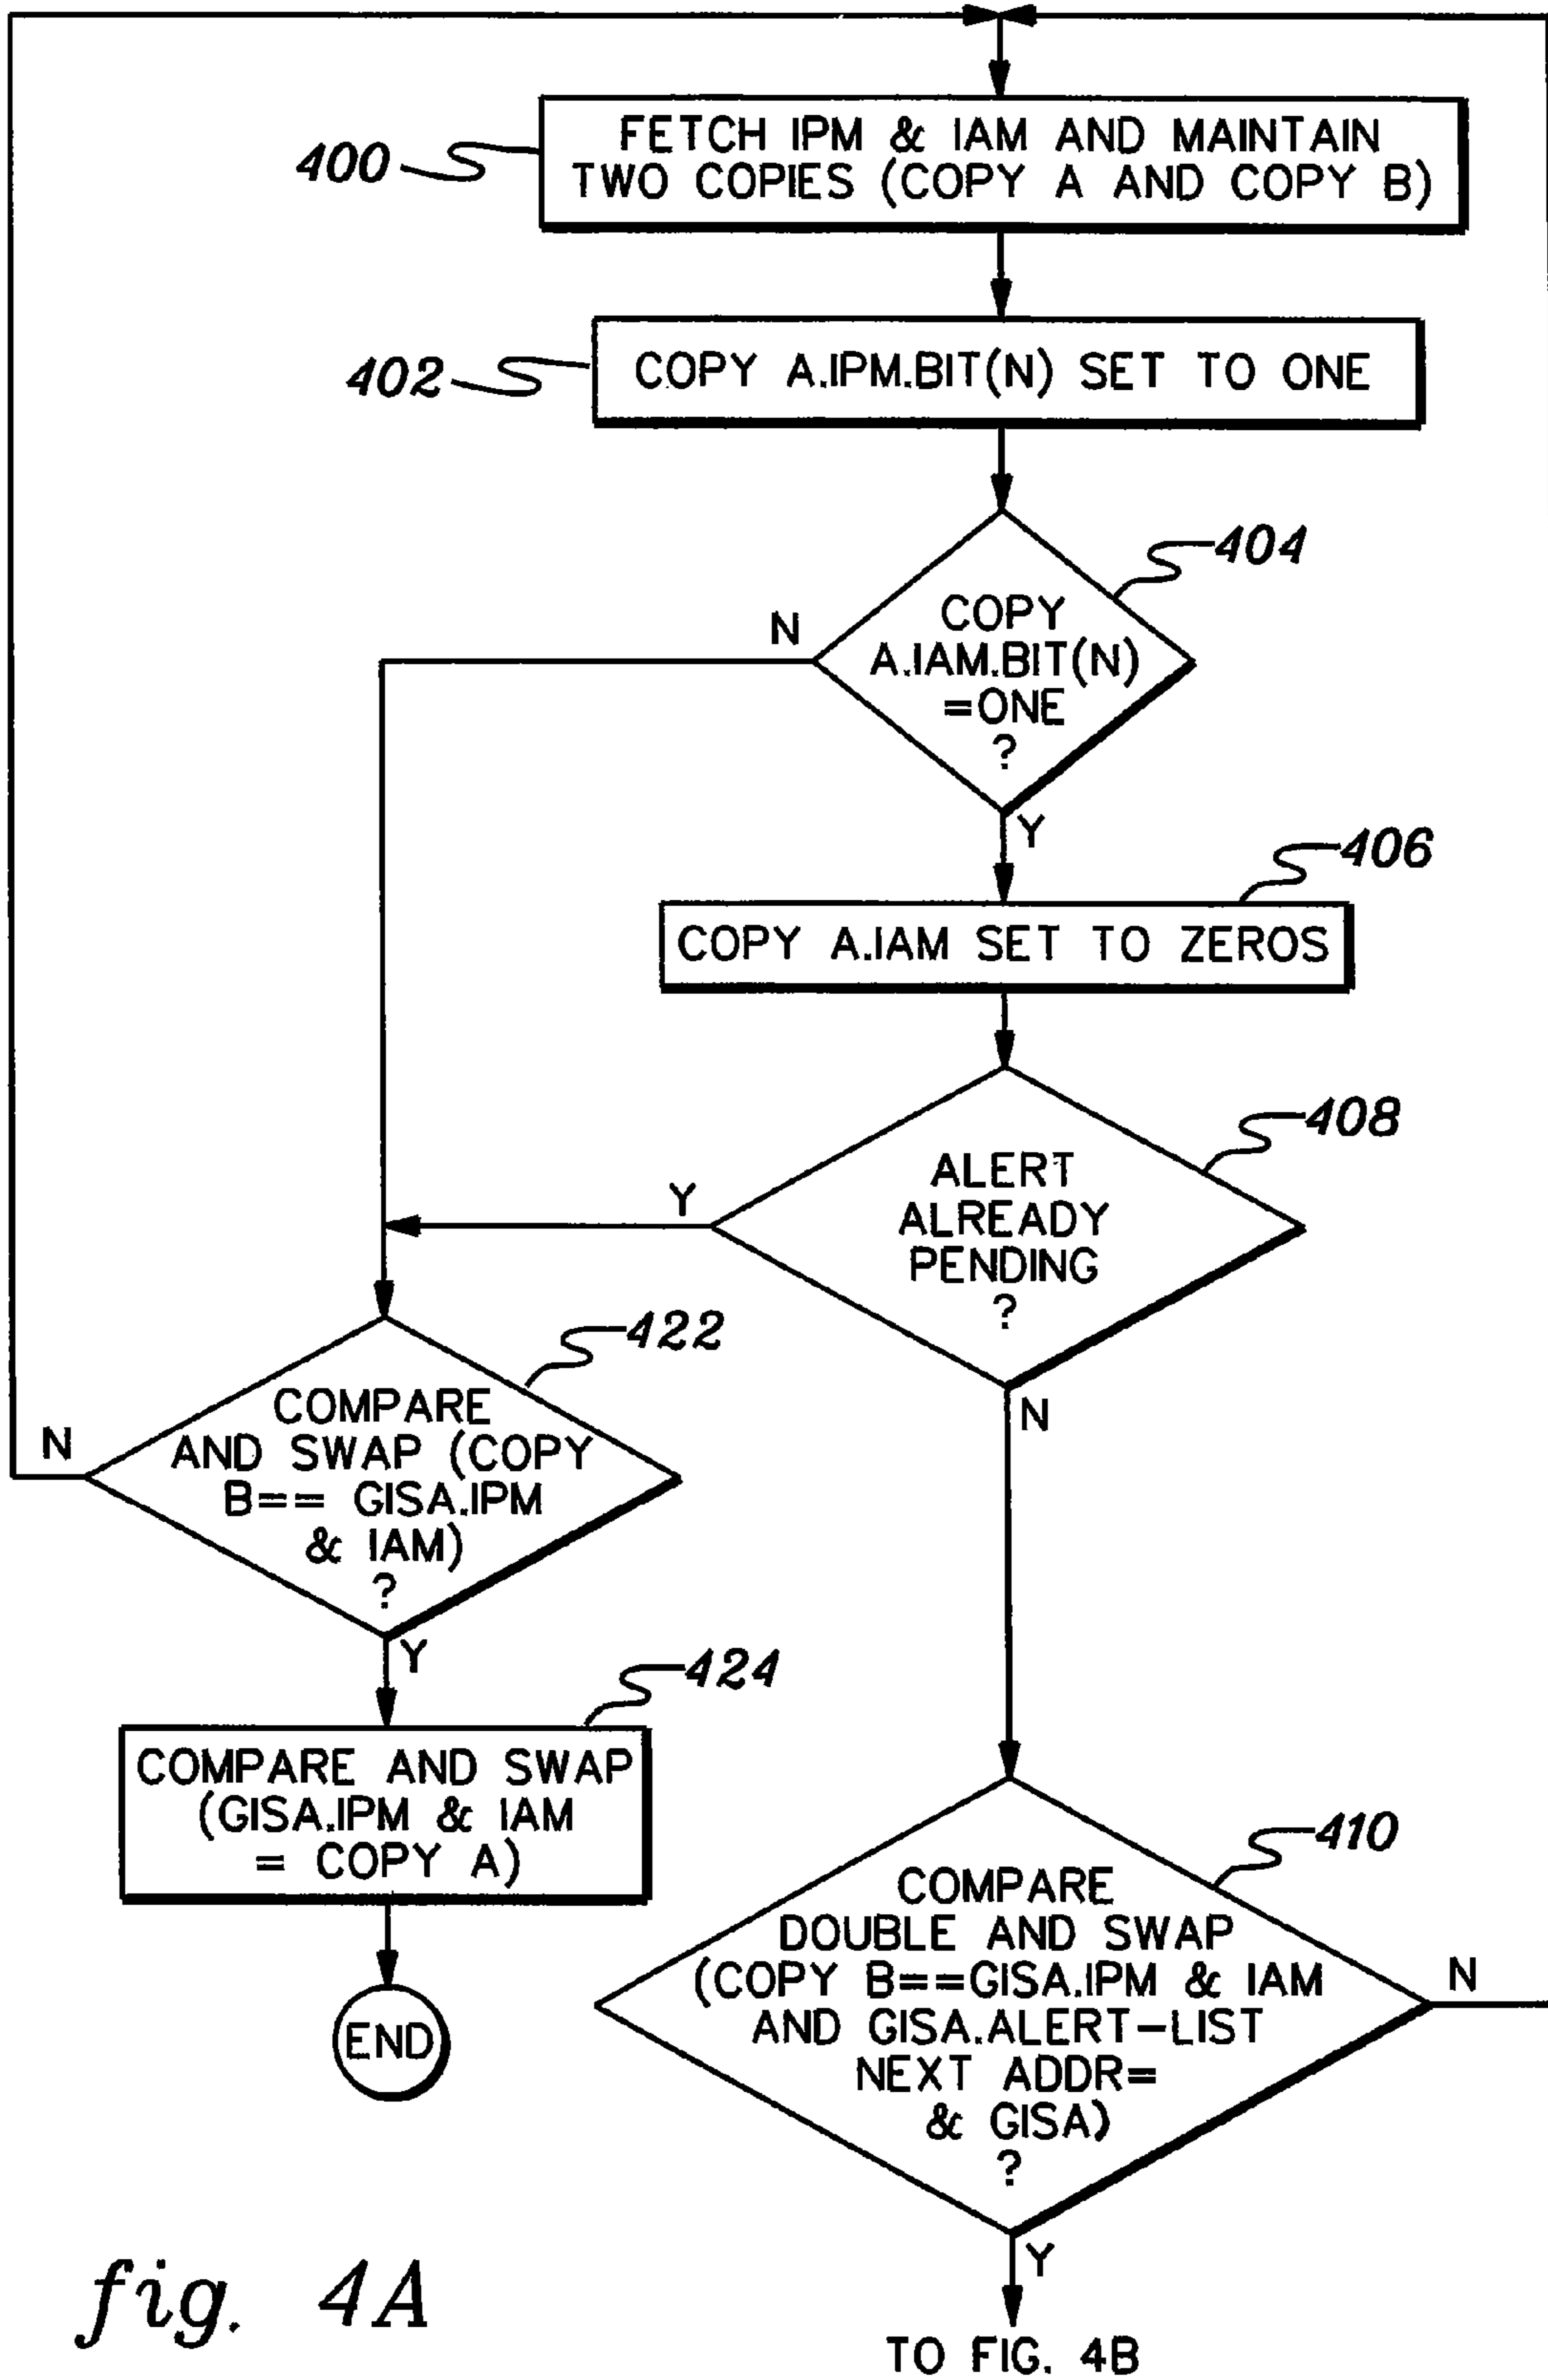 400
FETCH IPM & IAM AND MAINTAIN
TWO COPIES (COPY A AND COPY B)
402
COPY A.IPM.BIT(N) SET TO ONE
404
COPY
A.IAM.BIT(N)
=ONE
?
N
Y
406
COPY A.IAM SET TO ZEROS
408
ALERT
ALREADY
PENDING
?
Y
N
422
COMPARE
AND SWAP (COPY
B== GISA.IPM
& IAM)
?
N
Y
424
COMPARE AND SWAP
(GISA.IPM & IAM
= COPY A)
END
410
COMPARE
DOUBLE AND SWAP
(COPY B==GISA.IPM & IAM
AND GISA.ALERT-LIST
NEXT ADDR=
& GISA)
?
N
Y
TO FIG. 4B
fig. 4A